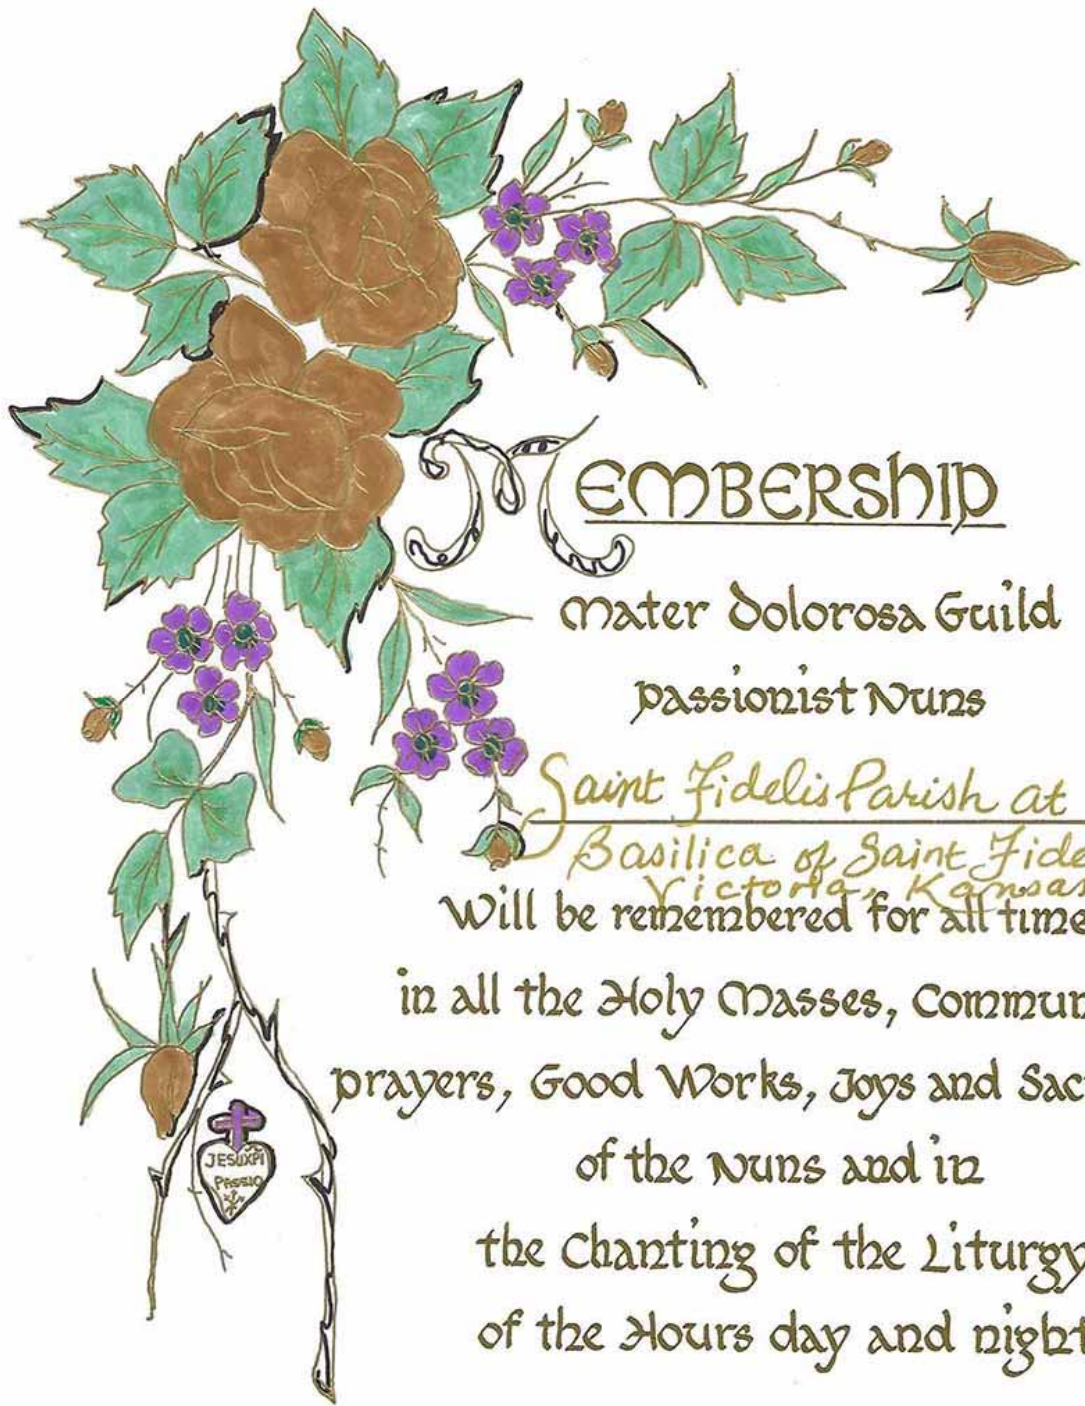 MEMBERSHIP
Mater Dolorosa Guild
Passionist Nuns
Saint Fidelis Parish at
Basilica of Saint Fide
Victoria, Kansas
Will be remembered for all time
in all the Holy Masses, Commun
prayers, Good Works, Joys and Sac
of the Nuns and in
the Chanting of the Liturgy
of the Hours day and night
JESU XPI
PASSIO